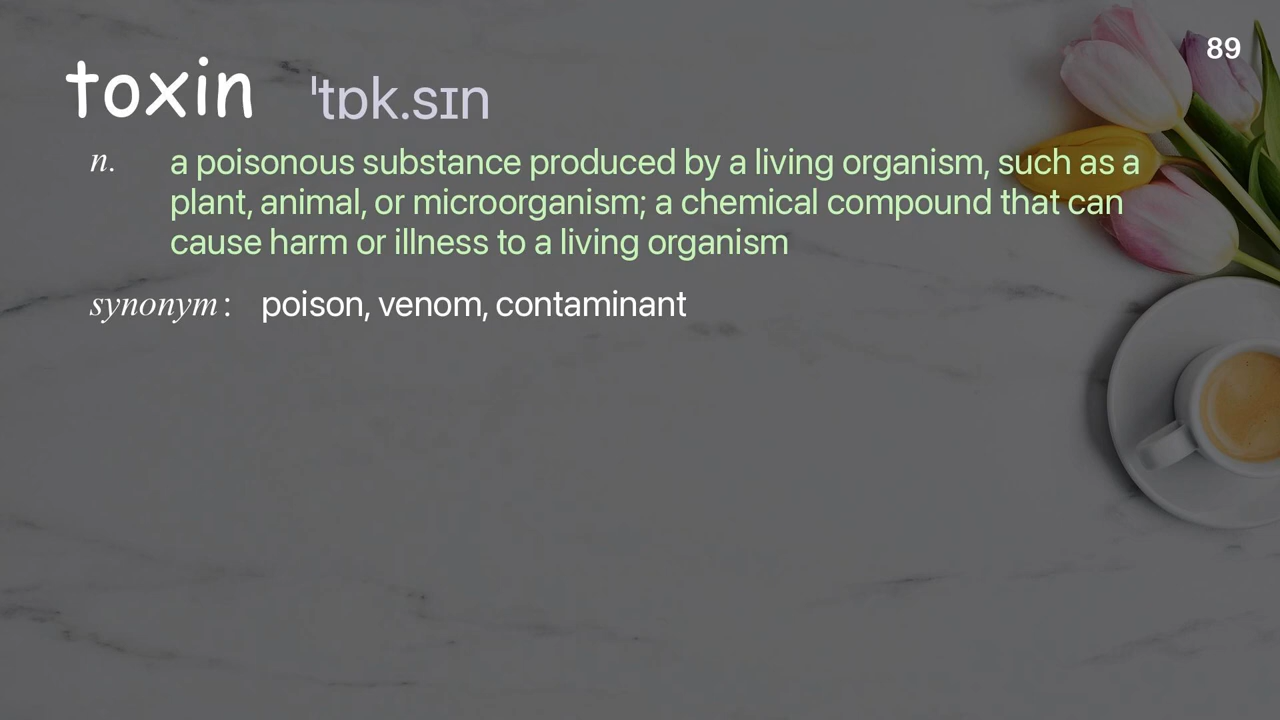 89
toxin ˈtɒk.sɪn
n. a poisonous substance produced by a living organism, such as a
plant, animal, or microorganism; a chemical compound that can
cause harm or illness to a living organism
synonym : poison, venom, contaminant